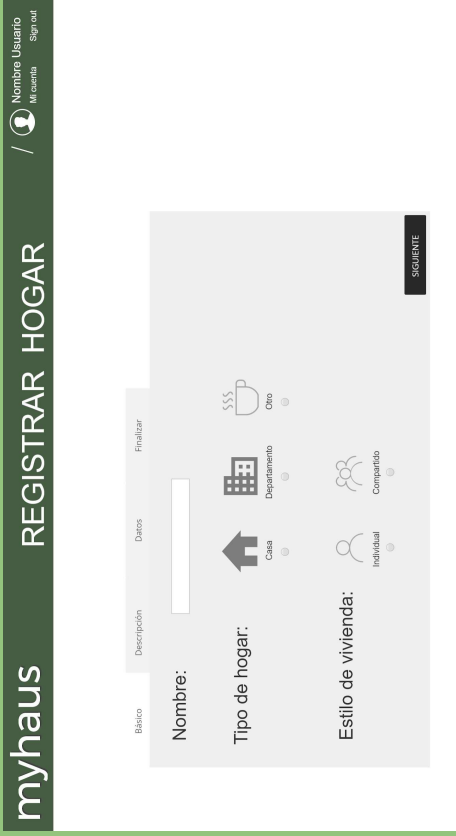 myhaus
REGISTRAR HOGAR
/
Nombre Usuario
Mi cuenta Sign out
Básico Descripción Datos Finalizar
Nombre:
Tipo de hogar:
Casa Departamento Otro
Estilo de vivienda:
Individual Compartido
SIGUIENTE